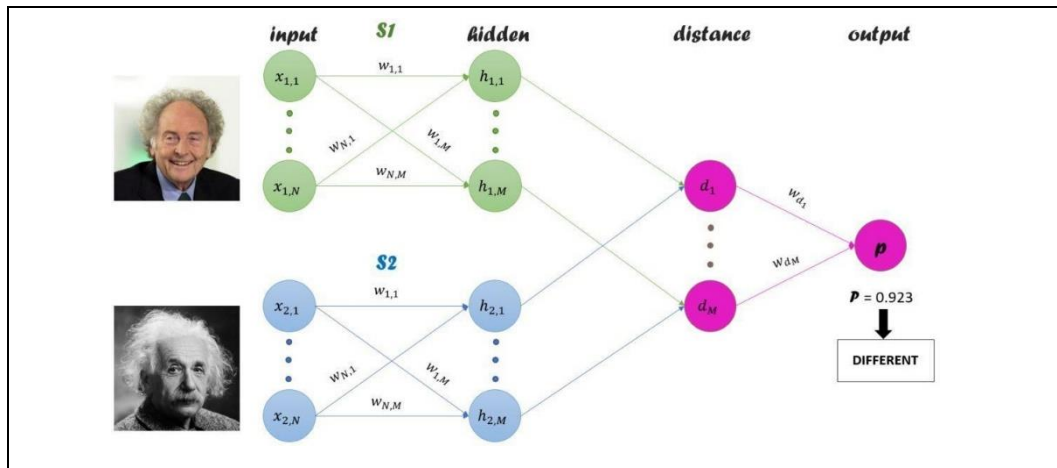 input S1 hidden distance output
x1,1 w1,1 h1,1
wN,1 w1,M
x1,N wN,M h1,M
d1 wd1
p
wdM
dM
P = 0.923
DIFFERENT
S2
x2,1 w1,1 h2,1
wN,1 w1,M
x2,N wN,M h2,M